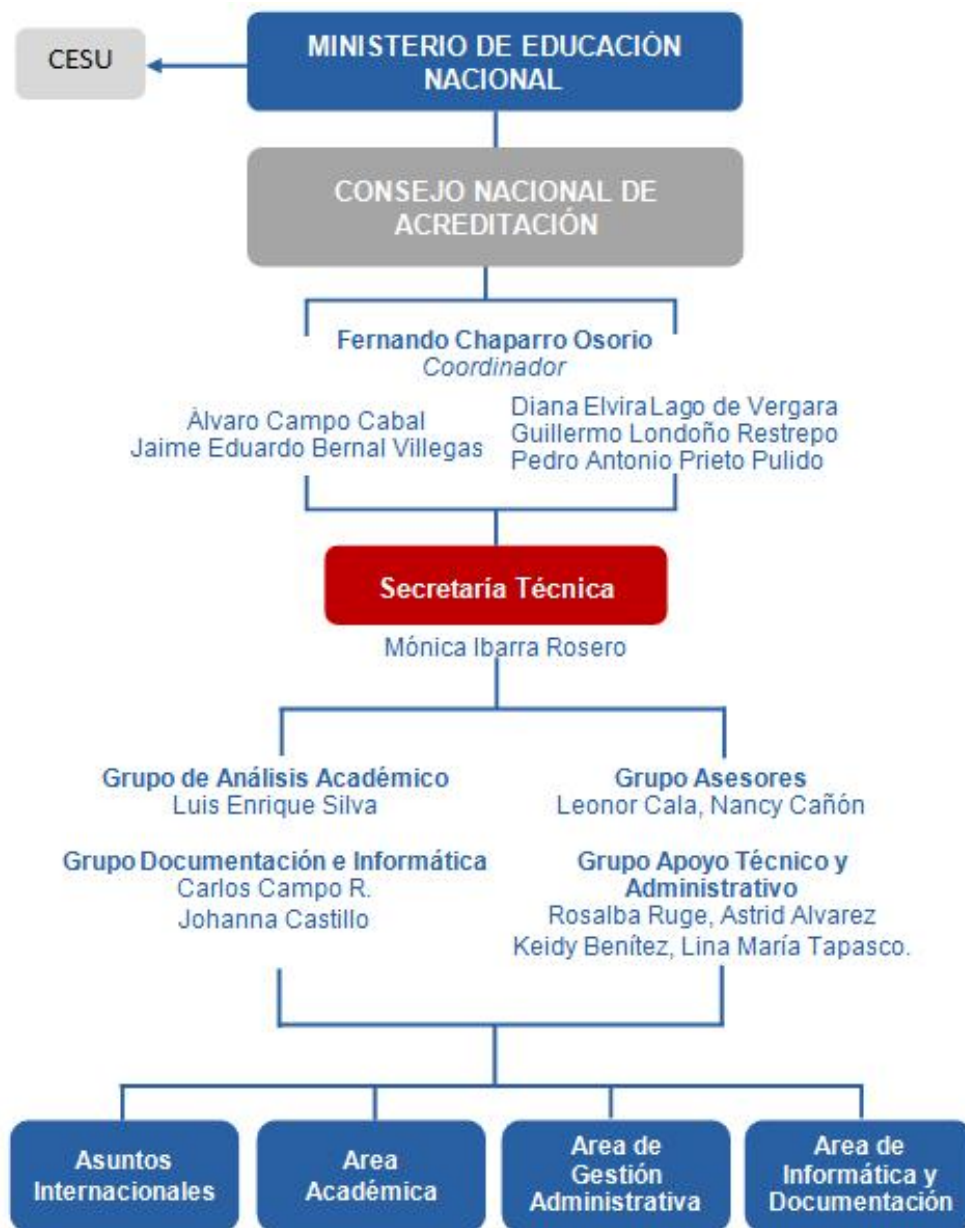 CESU
MINISTERIO DE EDUCACIÓN
NACIONAL
CONSEJO NACIONAL DE
ACREDITACIÓN
Fernando Chaparro Osorio
Coordinador
Àlvaro Campo Cabal
Jaime Eduardo Bernal Villegas
Diana Elvira Lago de Vergara
Guillermo Londoño Restrepo
Pedro Antonio Prieto Pulido
Secretaría Técnica
Mónica Ibarra Rosero
Grupo de Análisis Académico
Luis Enrique Silva
Grupo Documentación e Informática
Carlos Campo R.
Johanna Castillo
Grupo Asesores
Leonor Cala, Nancy Cañón
Grupo Apoyo Técnico y
Administrativo
Rosalba Ruge, Astrid Alvarez
Keidy Benítez, Lina María Tapasco.
Asuntos
Internacionales
Area
Académica
Area de
Gestión
Administrativa
Area de
Informática y
Documentación